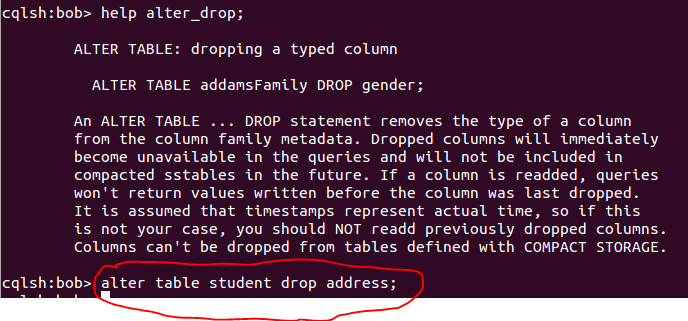 cqlsh:bob> help alter_drop;
ALTER TABLE: dropping a typed column
ALTER TABLE addamsFamily DROP gender;
An ALTER TABLE ... DROP statement removes the type of a column
from the column family metadata. Dropped columns will immediately
become unavailable in the queries and will not be included in
compacted sstables in the future. If a column is readded, queries
won't return values written before the column was last dropped.
It is assumed that timestamps represent actual time, so if this
is not your case, you should NOT readd previously dropped columns.
Columns can't be dropped from tables defined with COMPACT STORAGE.
cqlsh:bob> alter table student drop address;
cqlsh:bob>